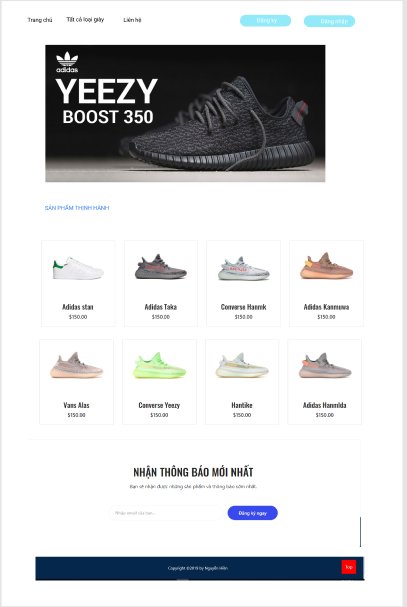 Trang chủ Tất cả loại giày Liên hệ Đăng ký Đăng nhập
adidas
YEEZY
BOOST 350
SẢN PHẨM THỊNH HÀNH
Adidas stan Adidas Taka Converse Hanmk Adidas Kanmuwa
$150.00 $150.00 $150.00 $150.00
Vans Alas Converse Yeezy Hantike Adidas Hanmlda
$150.00 $150.00 $150.00 $150.00
NHẬN THÔNG BÁO MỚI NHẤT
Bạn sẽ nhận được những sản phẩm và thông báo sớm nhất.
Nhập email của bạn... Đăng ký ngay
Copyright ©2019 by Nguyễn Hiền
Top